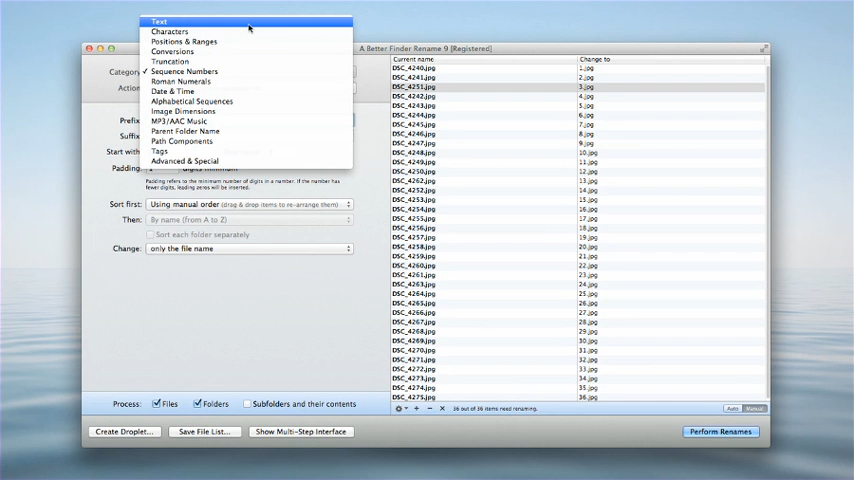 Text
A Better Finder Rename 9 [Registered]
Characters
Positions & Ranges
Conversions
Truncation
Category ✓ Sequence Numbers
Roman Numerals
Action
Date & Time
Alphabetical Sequences
Image Dimensions
MP3/AAC Music
Parent Folder Name
Path Components
Tags
Advanced & Special
Prefix
Suffix
Start with
Padding: digits minimum
Padding refers to the minimum number of digits in a number. If the number has
fewer digits, leading zeros will be inserted.
Sort first: Using manual order (drag & drop items to re-arrange them)
Then: By name (from A to Z)
Sort each folder separately
Change: only the file name
Process: Files Folders Subfolders and their contents
Create Droplet... Save File List... Show Multi-Step Interface
Current name Change to
DSC_4240.jpg 1.jpg
DSC_4241.jpg 2.jpg
DSC_4251.jpg 3.jpg
DSC_4242.jpg 4.jpg
DSC_4243.jpg 5.jpg
DSC_4244.jpg 6.jpg
DSC_4245.jpg 7.jpg
DSC_4246.jpg 8.jpg
DSC_4247.jpg 9.jpg
DSC_4248.jpg 10.jpg
DSC_4249.jpg 11.jpg
DSC_4250.jpg 12.jpg
DSC_4262.jpg 13.jpg
DSC_4252.jpg 14.jpg
DSC_4253.jpg 15.jpg
DSC_4254.jpg 16.jpg
DSC_4255.jpg 17.jpg
DSC_4256.jpg 18.jpg
DSC_4257.jpg 19.jpg
DSC_4258.jpg 20.jpg
DSC_4259.jpg 21.jpg
DSC_4260.jpg 22.jpg
DSC_4261.jpg 23.jpg
DSC_4263.jpg 24.jpg
DSC_4264.jpg 25.jpg
DSC_4265.jpg 26.jpg
DSC_4266.jpg 27.jpg
DSC_4267.jpg 28.jpg
DSC_4268.jpg 29.jpg
DSC_4269.jpg 30.jpg
DSC_4270.jpg 31.jpg
DSC_4271.jpg 32.jpg
DSC_4272.jpg 33.jpg
DSC_4273.jpg 34.jpg
DSC_4274.jpg 35.jpg
DSC_4275.jpg 36.jpg
36 out of 36 items need renaming. Auto Manual
Perform Renames